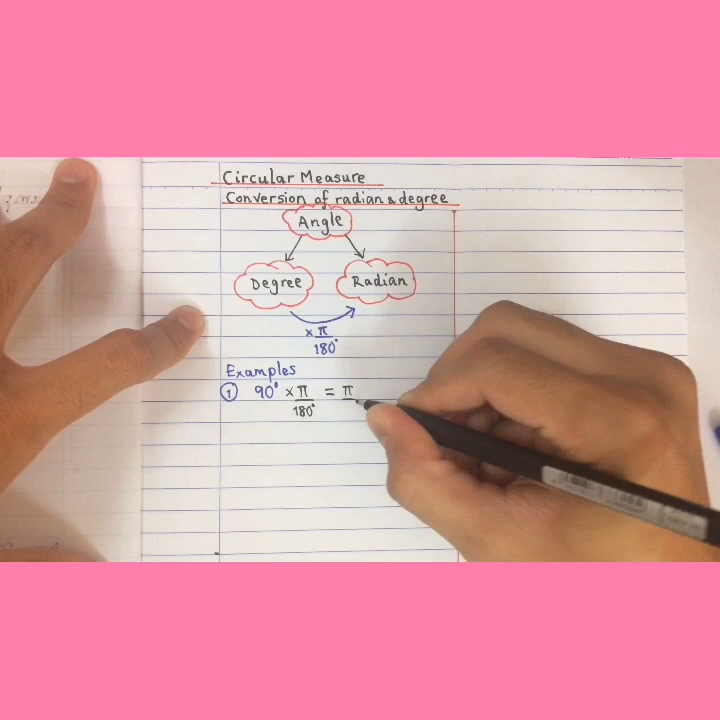 Circular Measure
Conversion of radian & degree
Angle
Degree Radian
× π/180°
Examples
① 90° × π/180° = π